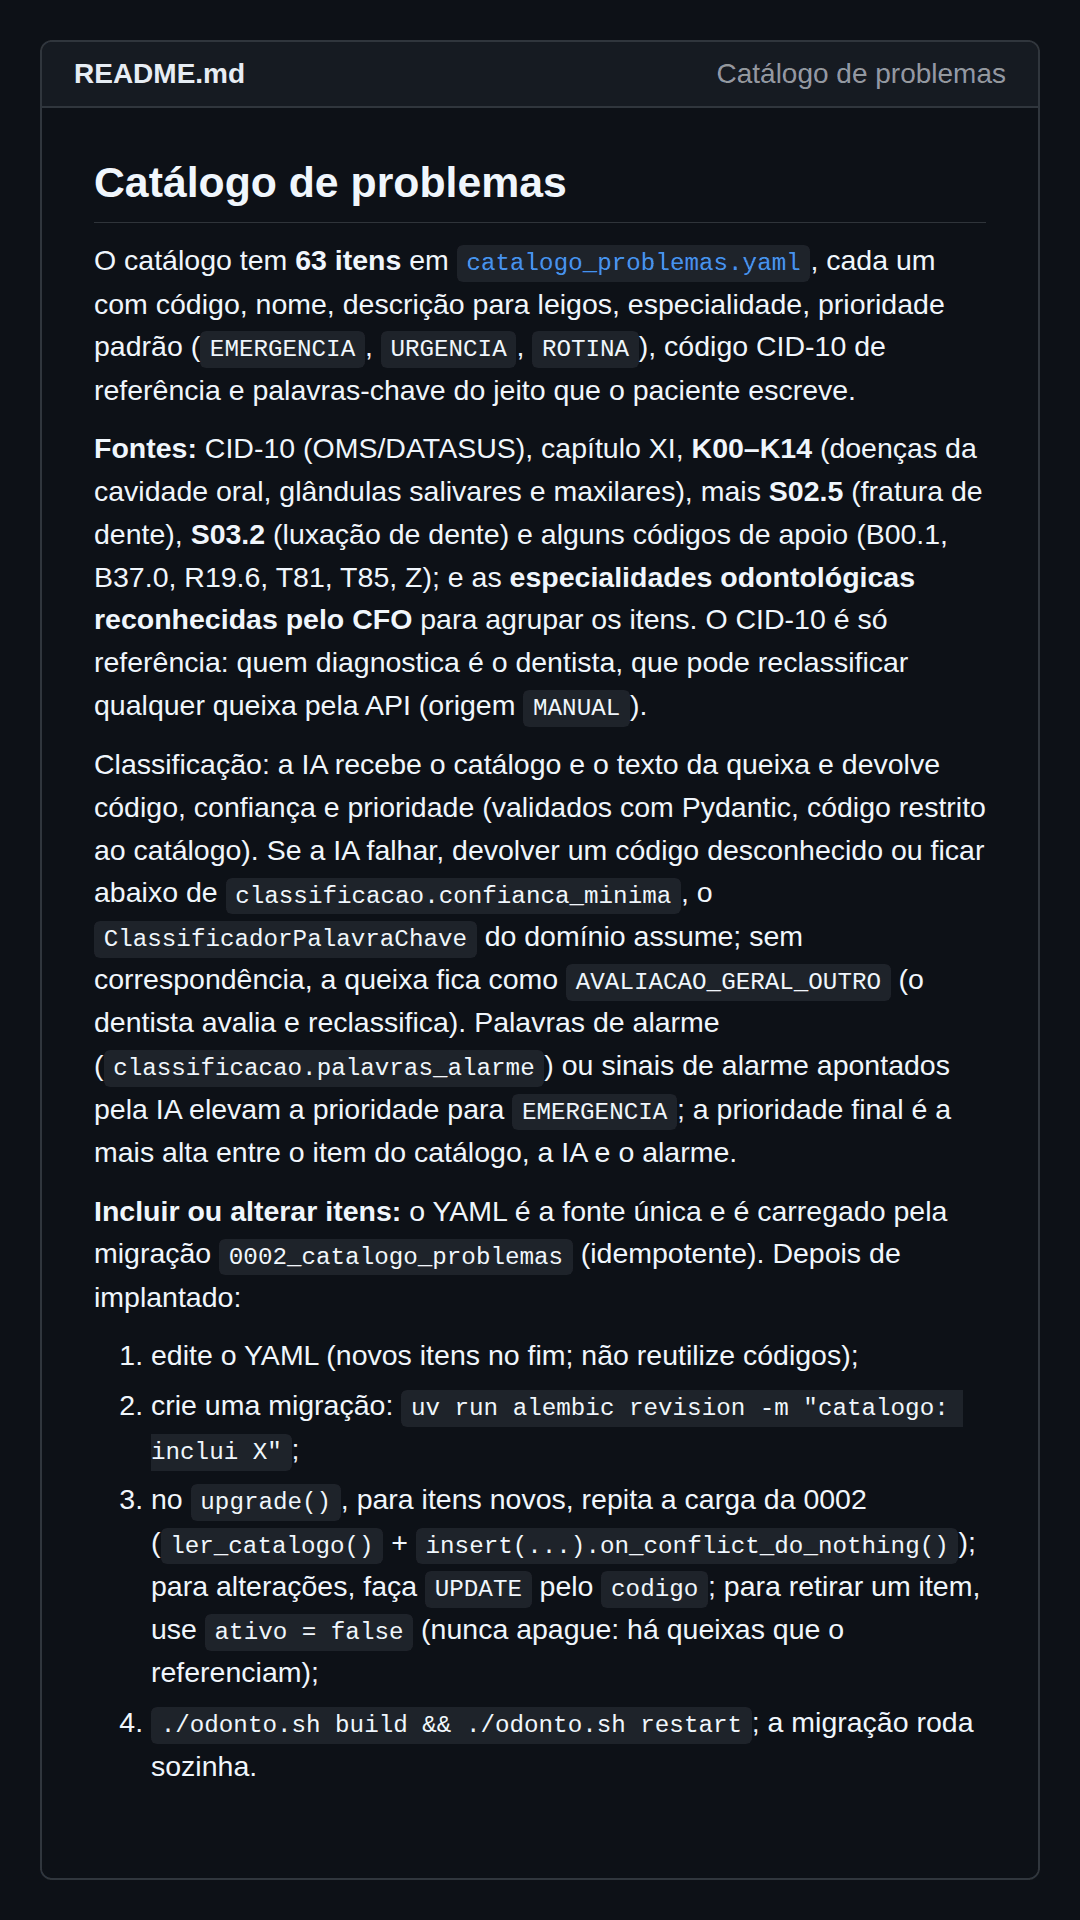 README.md
Catálogo de problemas
Catálogo de problemas
O catálogo tem 63 itens em catalogo_problemas.yaml, cada um
com código, nome, descrição para leigos, especialidade, prioridade
padrão (EMERGENCIA, URGENCIA, ROTINA), código CID-10 de
referência e palavras-chave do jeito que o paciente escreve.
Fontes: CID-10 (OMS/DATASUS), capítulo XI, K00–K14 (doenças da
cavidade oral, glândulas salivares e maxilares), mais S02.5 (fratura de
dente), S03.2 (luxação de dente) e alguns códigos de apoio (B00.1,
B37.0, R19.6, T81, T85, Z); e as especialidades odontológicas
reconhecidas pelo CFO para agrupar os itens. O CID-10 é só
referência: quem diagnostica é o dentista, que pode reclassificar
qualquer queixa pela API (origem MANUAL).
Classificação: a IA recebe o catálogo e o texto da queixa e devolve
código, confiança e prioridade (validados com Pydantic, código restrito
ao catálogo). Se a IA falhar, devolver um código desconhecido ou ficar
abaixo de classificacao.confianca_minima, o
ClassificadorPalavraChave do domínio assume; sem
correspondência, a queixa fica como AVALIACAO_GERAL_OUTRO (o
dentista avalia e reclassifica). Palavras de alarme
(classificacao.palavras_alarme) ou sinais de alarme apontados
pela IA elevam a prioridade para EMERGENCIA; a prioridade final é a
mais alta entre o item do catálogo, a IA e o alarme.
Incluir ou alterar itens: o YAML é a fonte única e é carregado pela
migração 0002_catalogo_problemas (idempotente). Depois de
implantado:
1. edite o YAML (novos itens no fim; não reutilize códigos);
2. crie uma migração: uv run alembic revision -m "catalogo:
inclui X";
3. no upgrade(), para itens novos, repita a carga da 0002
(ler_catalogo() + insert(...).on_conflict_do_nothing());
para alterações, faça UPDATE pelo codigo; para retirar um item,
use ativo = false (nunca apague: há queixas que o
referenciam);
4. ./odonto.sh build && ./odonto.sh restart; a migração roda
sozinha.